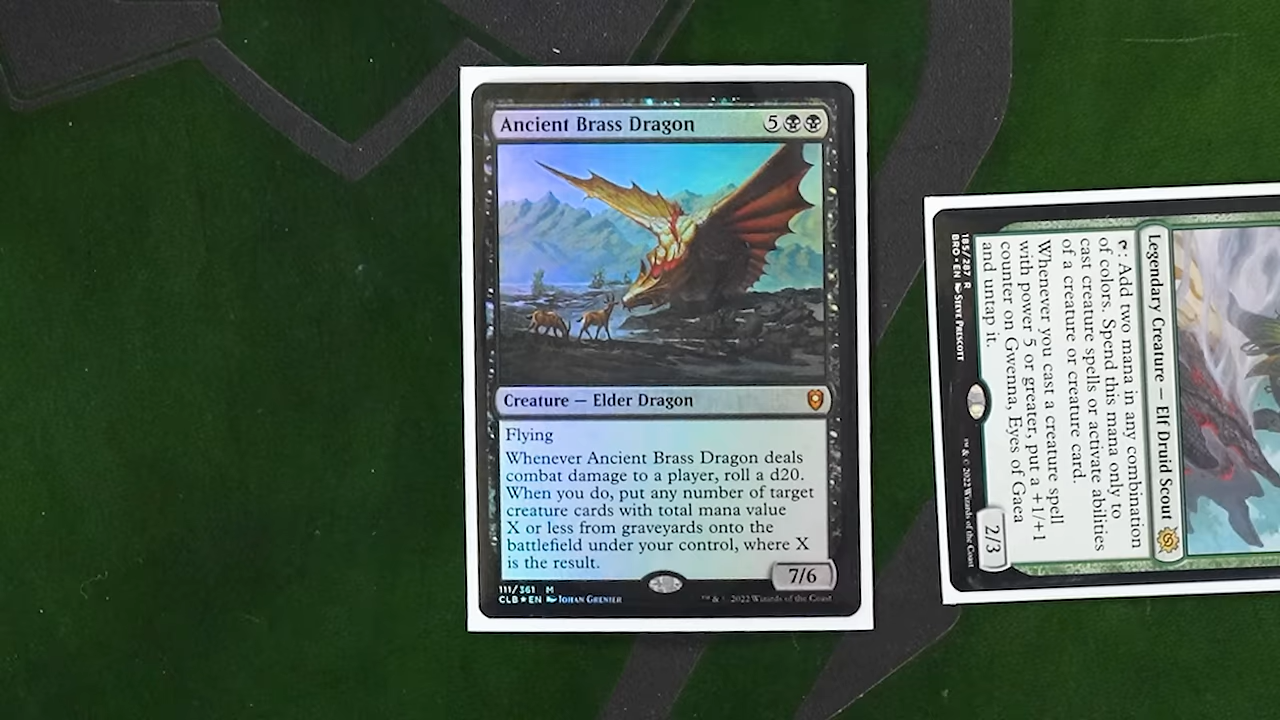 Ancient Brass Dragon 5
Creature — Elder Dragon
Flying
Whenever Ancient Brass Dragon deals
combat damage to a player, roll a d20.
When you do, put any number of target
creature cards with total mana value
X or less from graveyards onto the
battlefield under your control, where X
is the result.
7/6
111/361 M
CLB★EN Johan Grenier
™ & © 2022 Wizards of the Coast
Legendary Creature — Elf Druid Scout
: Add two mana in any combination
of colors. Spend this mana only to
cast creature spells or activate abilities
of a creature or creature card.
Whenever you cast a creature spell
with power 5 or greater, put a +1/+1
counter on Gwenna, Eyes of Gaea
and untap it.
2/3
185/287 R
BRO • EN Steve Prescott
™ & © 2022 Wizards of the Coast